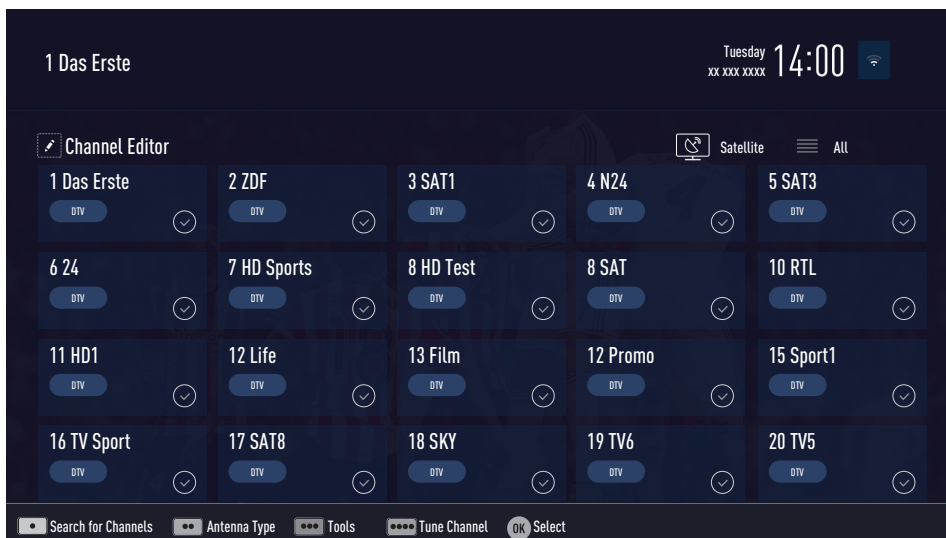 1 Das Erste
Tuesday
xx xxx xxxx
14:00
Channel Editor
Satellite
All
1 Das Erste
2 ZDF
3 SAT1
4 N24
5 SAT3
DTV
DTV
DTV
DTV
DTV
6 24
7 HD Sports
8 HD Test
8 SAT
10 RTL
DTV
DTV
DTV
DTV
DTV
11 HD1
12 Life
13 Film
12 Promo
15 Sport1
DTV
DTV
DTV
DTV
DTV
16 TV Sport
17 SAT8
18 SKY
19 TV6
20 TV5
DTV
DTV
DTV
DTV
DTV
Search for Channels
Antenna Type
Tools
Tune Channel
OK Select